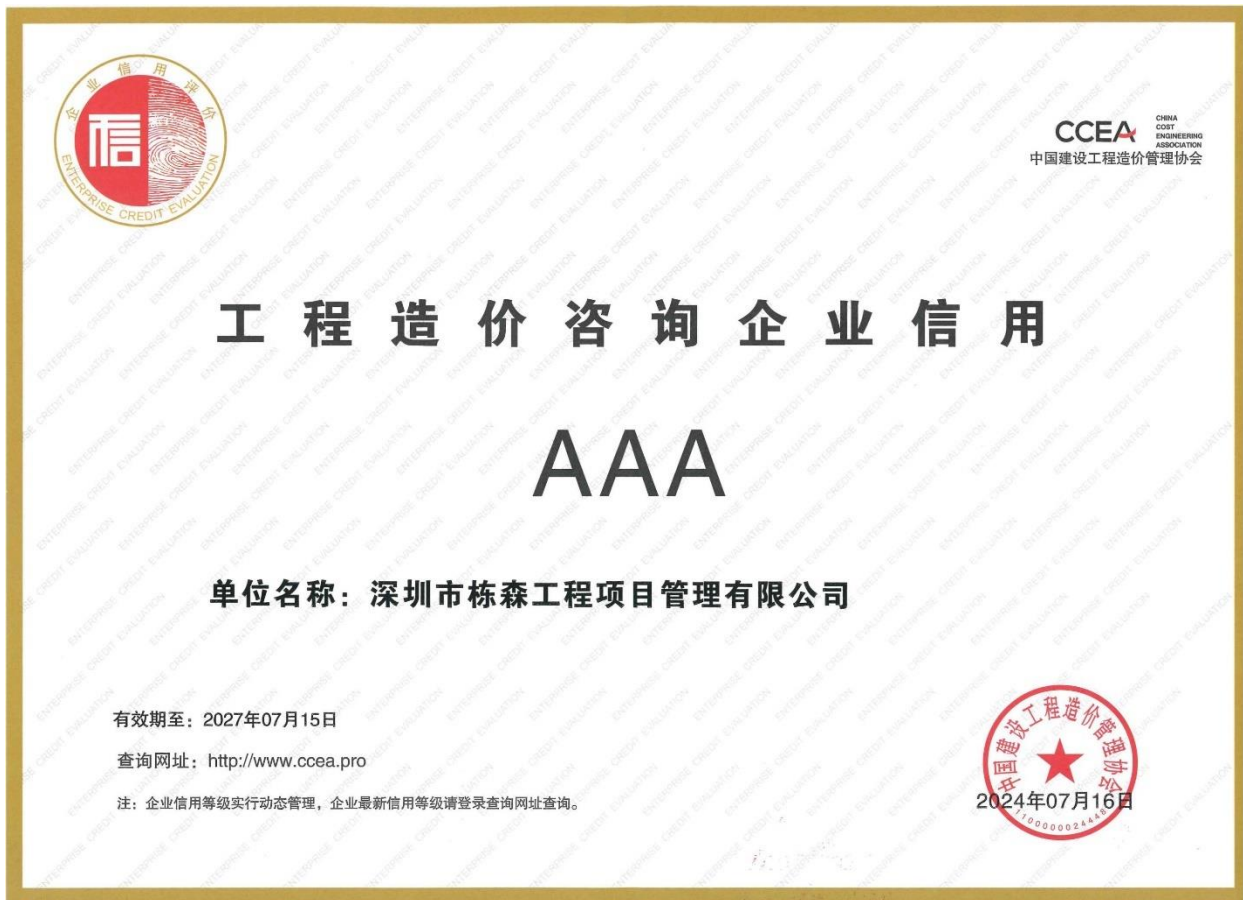 企业信用评价
信
ENTERPRISE CREDIT EVALUATION
CCEA
CHINA
COST
ENGINEERING
ASSOCIATION
中国建设工程造价管理协会
工程造价咨询企业信用
AAA
单位名称：深圳市栋森工程项目管理有限公司
有效期至：2027年07月15日
查询网址：http://www.ccea.pro
注：企业信用等级实行动态管理，企业最新信用等级请登录查询网址查询。
中国建设工程造价管理协会
2024年07月16日